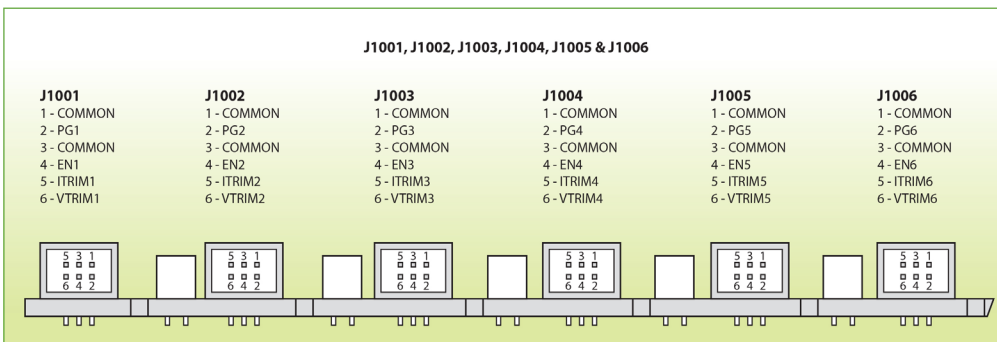 J1001, J1002, J1003, J1004, J1005 & J1006
J1001
1 - COMMON
2 - PG1
3 - COMMON
4 - EN1
5 - ITRIM1
6 - VTRIM1
J1002
1 - COMMON
2 - PG2
3 - COMMON
4 - EN2
5 - ITRIM2
6 - VTRIM2
J1003
1 - COMMON
2 - PG3
3 - COMMON
4 - EN3
5 - ITRIM3
6 - VTRIM3
J1004
1 - COMMON
2 - PG4
3 - COMMON
4 - EN4
5 - ITRIM4
6 - VTRIM4
J1005
1 - COMMON
2 - PG5
3 - COMMON
4 - EN5
5 - ITRIM5
6 - VTRIM5
J1006
1 - COMMON
2 - PG6
3 - COMMON
4 - EN6
5 - ITRIM6
6 - VTRIM6
5 3 1
6 4 2
5 3 1
6 4 2
5 3 1
6 4 2
5 3 1
6 4 2
5 3 1
6 4 2
5 3 1
6 4 2